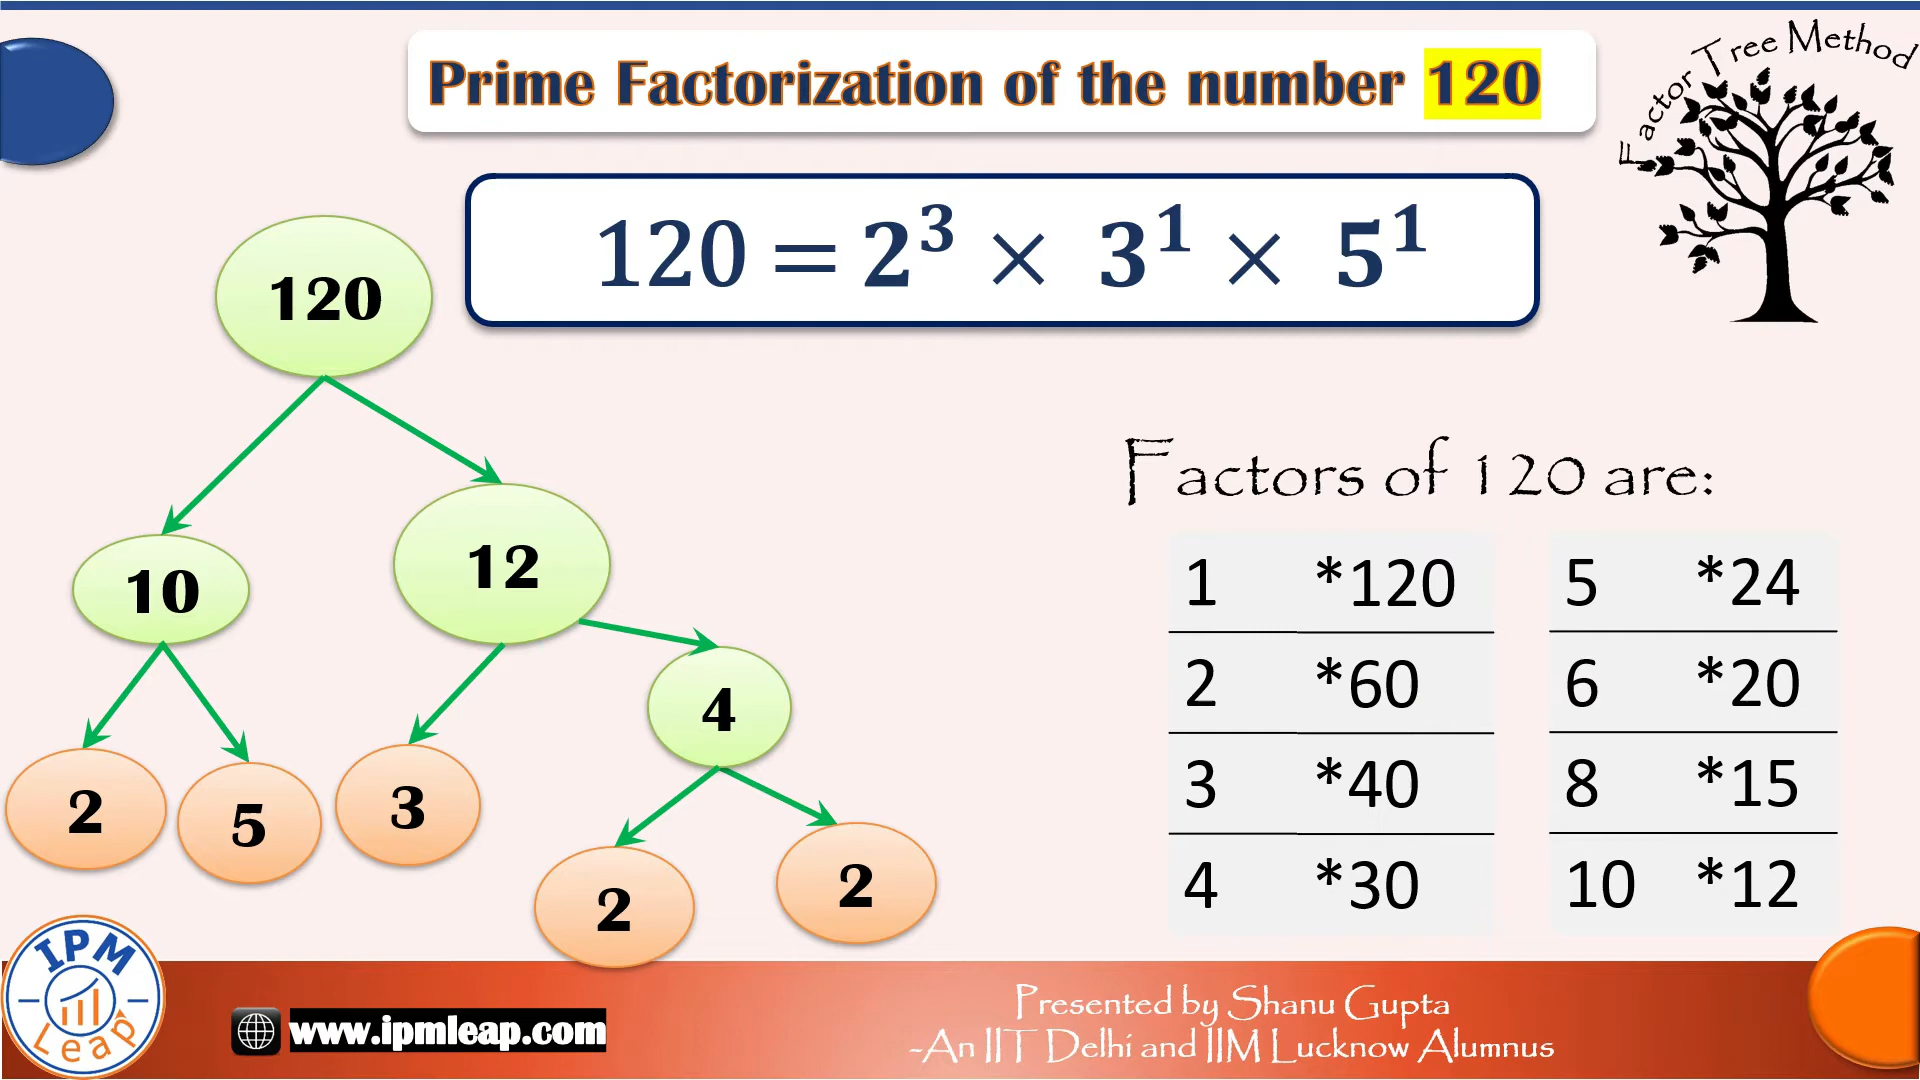 Prime Factorization of the number 120
Factor Tree Method
120 = 2³ × 3¹ × 5¹
120
10
12
4
2
5
3
2
2
Factors of 120 are:
1 *120 5 *24
2 *60 6 *20
3 *40 8 *15
4 *30 10 *12
IPM
Leap
www.ipmleap.com
Presented by Shanu Gupta
-An IIT Delhi and IIM Lucknow Alumnus